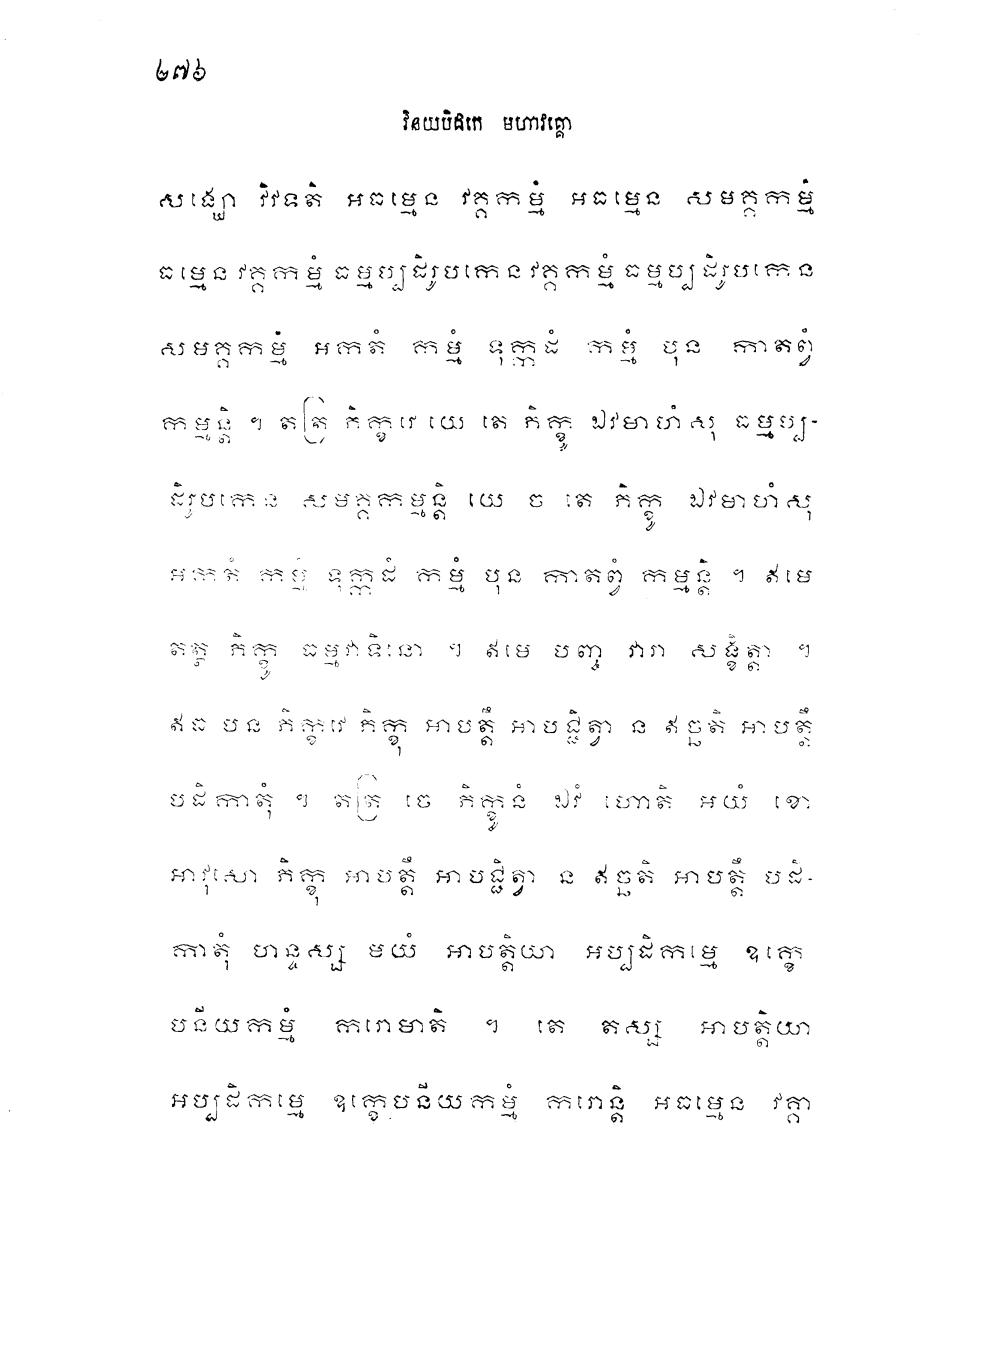 ២៧៦
វិនយបិដកេ មហាវគ្គោ
សង្ឃោ វិវទតិ អធម្មេន វគ្គកម្មំ អធម្មេន សមគ្គកម្មំ
ធម្មេន វគ្គកម្មំ ធម្មប្បដិរូបកេន វគ្គកម្មំ ធម្មប្បដិរូបកេន
សមគ្គកម្មំ អកតំ កម្មំ ទុក្កដំ កម្មំ បុន កាតព្វំ
កម្មន្តិ ។ តត្រ ភិក្ខវេ យេ តេ ភិក្ខូ ឯវមាហំសុ ធម្មប្ប-
ដិរូបកេន សមគ្គកម្មន្តិ យេ ច តេ ភិក្ខូ ឯវមាហំសុ
អកតំ កម្មំ ទុក្កដំ កម្មំ បុន កាតព្វំ កម្មន្តិ ។ ឥមេ
តត្ថ ភិក្ខូ ធម្មវាទិនោ ។ ឥមេ បញ្ច វារា សង្ខិត្តា ។
ឥធ បន ភិក្ខវេ ភិក្ខុ អាបត្តឹ អាបជ្ជិត្វា ន ឥច្ឆតិ អាបត្តឹ
បដិកាតុំ ។ តត្រ ចេ ភិក្ខូនំ ឯវំ ហោតិ អយំ ខោ
អាវុសោ ភិក្ខុ អាបត្តឹ អាបជ្ជិត្វា ន ឥច្ឆតិ អាបត្តឹ បដិ-
កាតុំ ហន្ទស្ស មយំ អាបត្តិយា អប្បដិកម្មេ ឧក្ខេ
បនីយកម្មំ ករោមាតិ ។ តេ តស្ស អាបត្តិយា
អប្បដិកម្មេ ឧក្ខេបនីយកម្មំ ករោន្តិ អធម្មេន វគ្គា